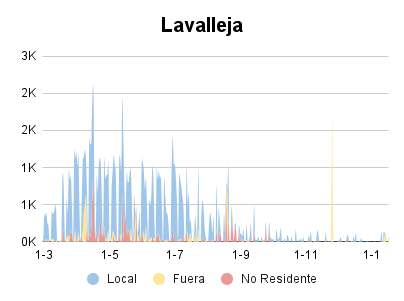 Lavalleja
3K
2K
2K
1K
1K
0K
1-3 1-5 1-7 1-9 1-11 1-1
Local Fuera No Residente